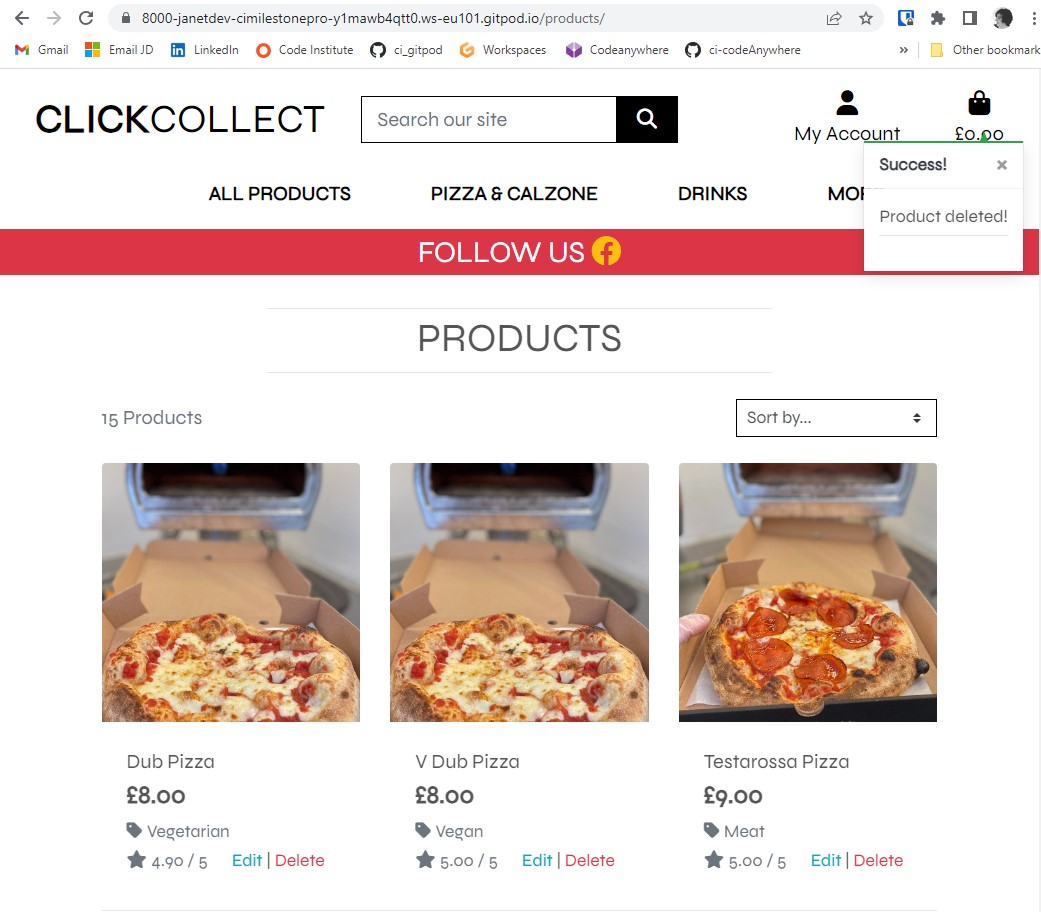 8000-janetdev-cimilestonepro-y1mawb4qtt0.ws-eu101.gitpod.io/products/
Gmail Email JD LinkedIn Code Institute ci_gitpod Workspaces Codeanywhere ci-codeAnywhere » Other bookmark
CLICKCOLLECT
Search our site
My Account
£0.00
Success! ×
Product deleted!
ALL PRODUCTS PIZZA & CALZONE DRINKS MOR
FOLLOW US
PRODUCTS
15 Products
Sort by...
Dub Pizza
£8.00
Vegetarian
4.90 / 5 Edit | Delete
V Dub Pizza
£8.00
Vegan
5.00 / 5 Edit | Delete
Testarossa Pizza
£9.00
Meat
5.00 / 5 Edit | Delete